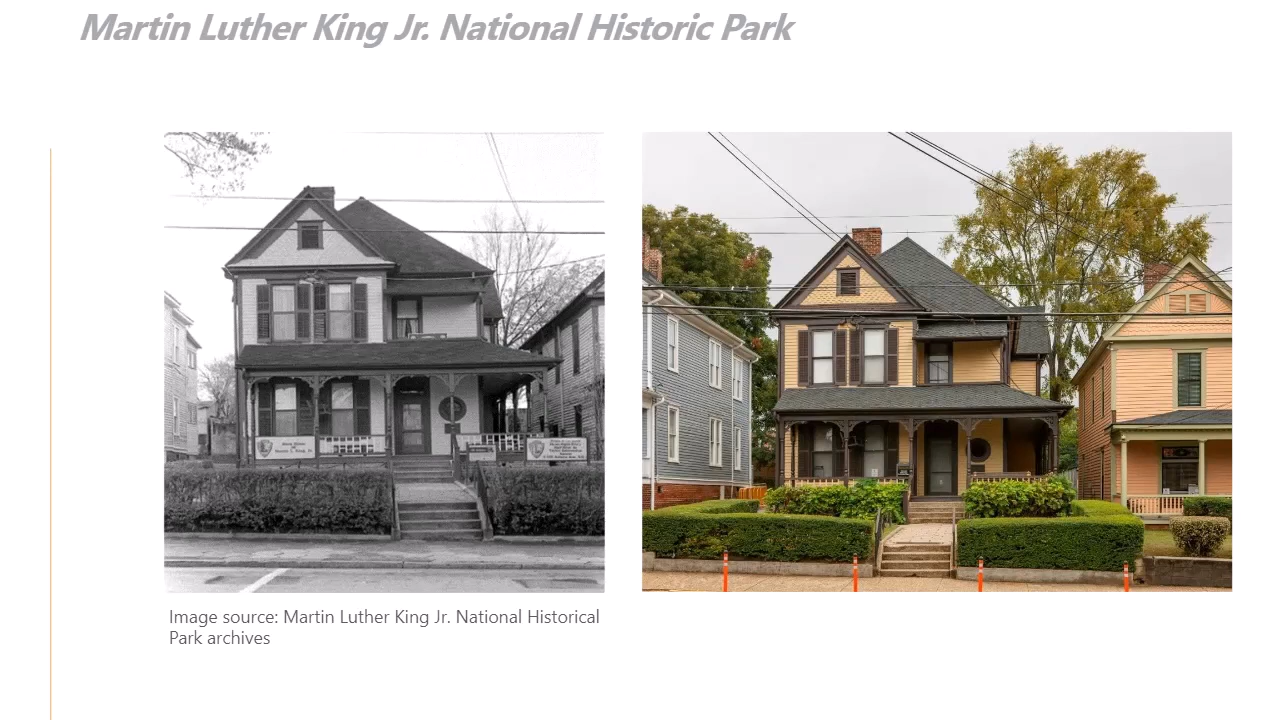 Martin Luther King Jr. National Historic Park
Image source: Martin Luther King Jr. National Historical
Park archives